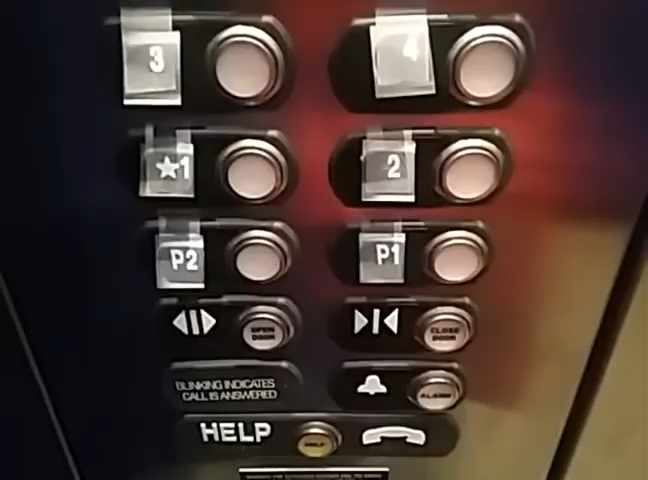 3 4
★1 2
P2 P1
OPEN DOOR
CLOSE DOOR
BLINKING INDICATES
CALL IS ANSWERED
ALARM
HELP HELP